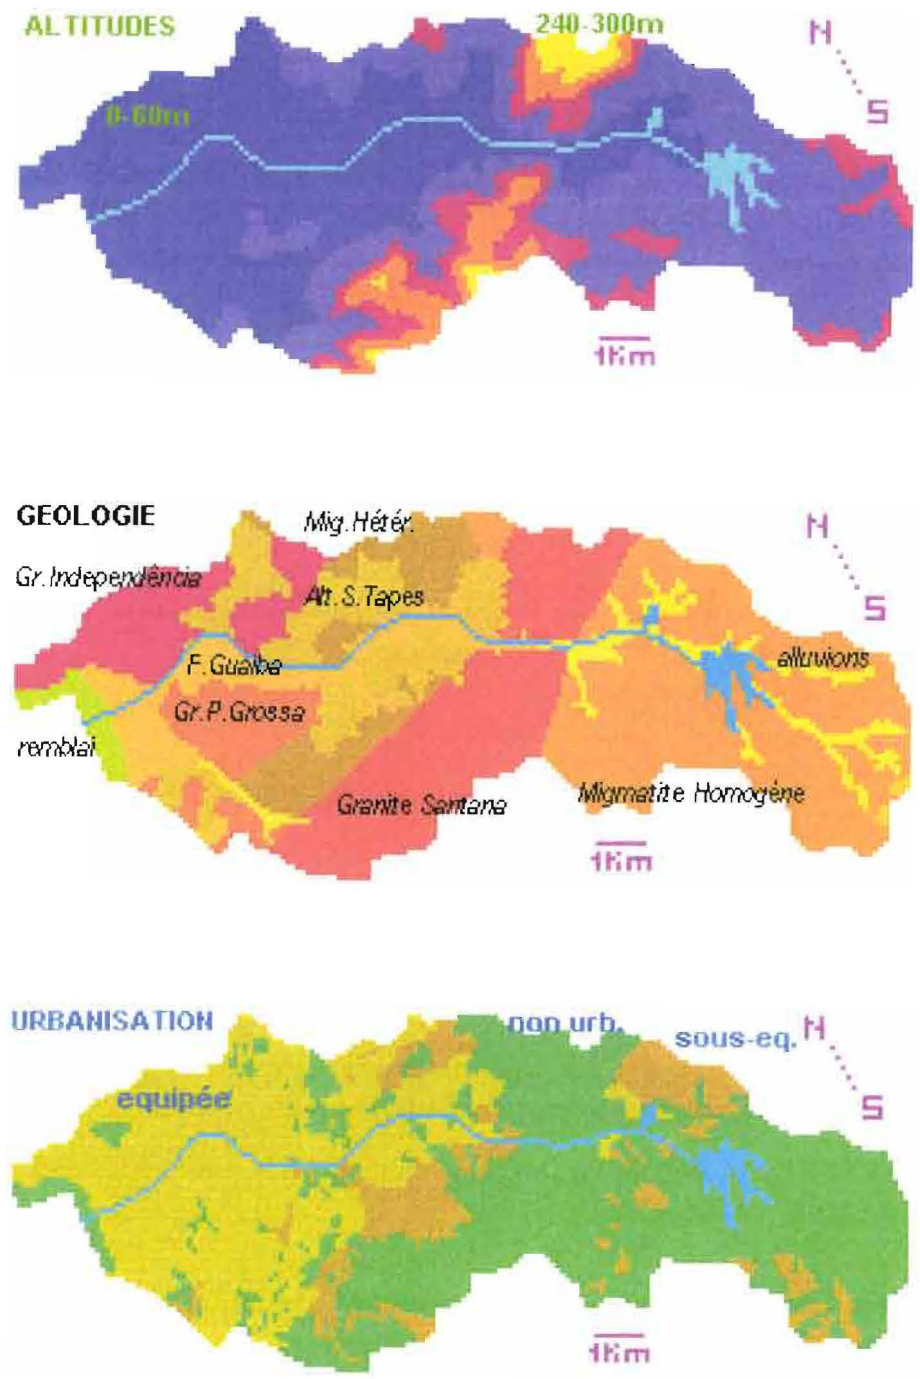 ALTITUDES
240-300m
N
0-60m
S
1Km
GEOLOGIE
Mig.Hétér.
N
Gr.Independência
Alt.S.Tapes
S
F.Guaíba
alluvions
Gr.P.Grossa
remblai
Granite Santana
Migmatite Homogène
1Km
URBANISATION
non urb.
sous-eq.
N
equipée
S
1Km